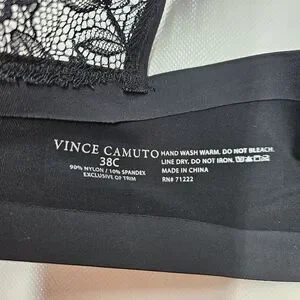 VINCE CAMUTO
38C
90% NYLON / 10% SPANDEX
EXCLUSIVE OF TRIM
HAND WASH WARM. DO NOT BLEACH.
LINE DRY. DO NOT IRON.
MADE IN CHINA
RN# 71222